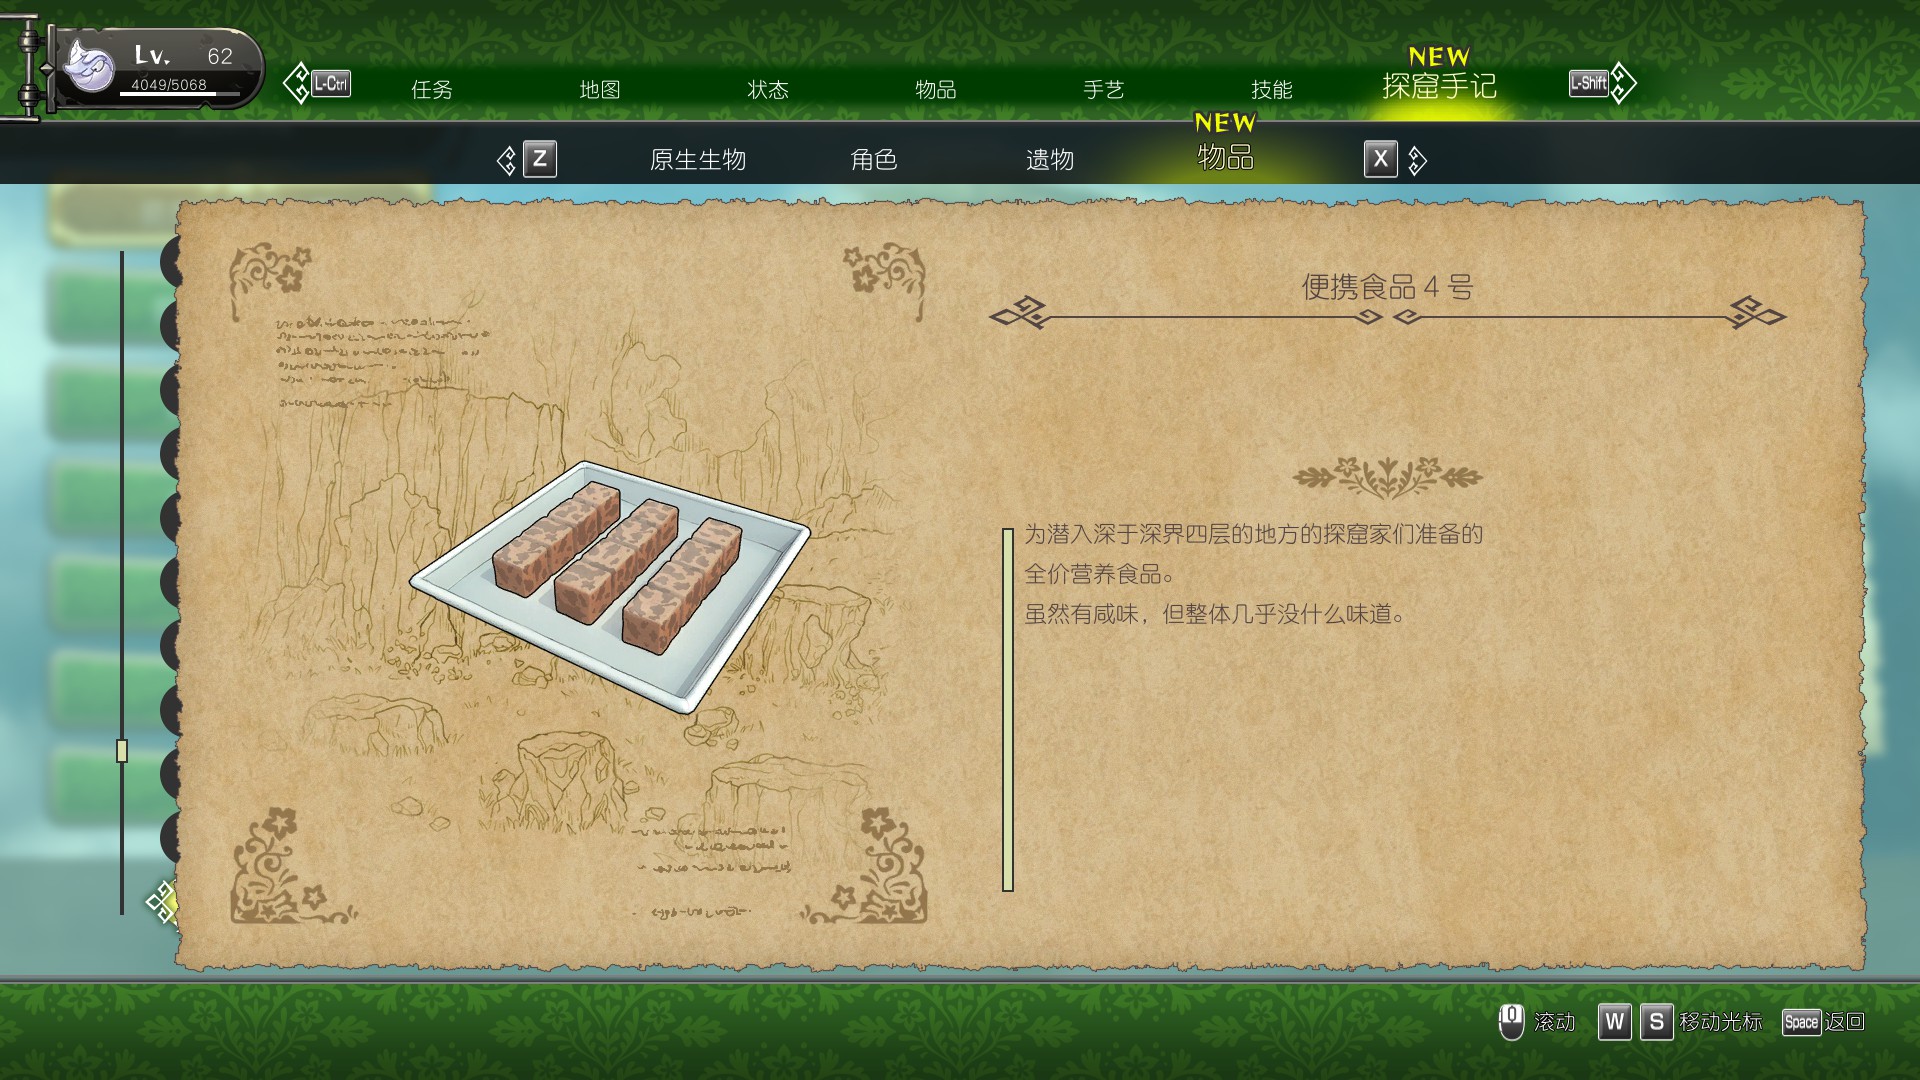 Lv. 62
4049/5068
L-Ctrl
任务
地图
状态
物品
手艺
技能
NEW
探窟手记
L-Shift
Z
原生生物
角色
遗物
NEW
物品
X
便携食品 4 号
为潜入深于深界四层的地方的探窟家们准备的
全价营养食品。
虽然有咸味，但整体几乎没什么味道。
滚动
W S 移动光标
Space 返回